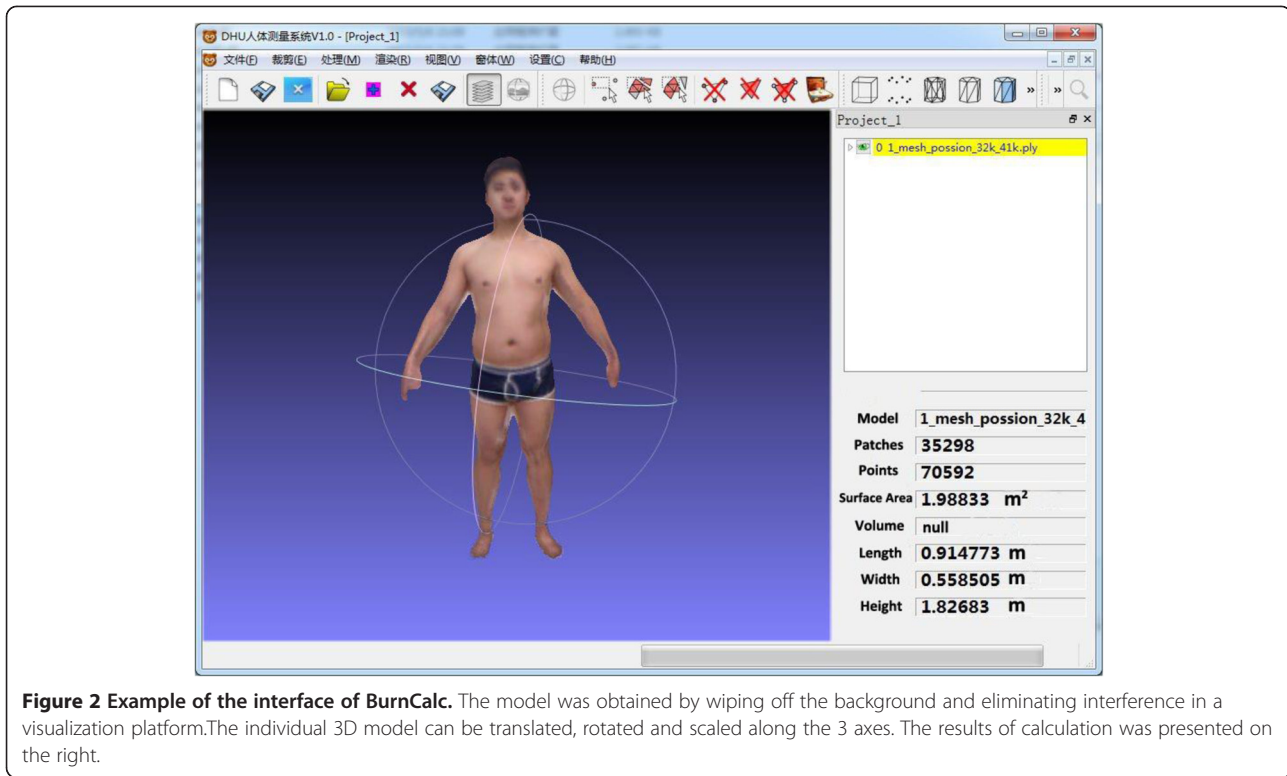 DHU人体测量系统V1.0 - [Project_1]
文件(F) 裁剪(E) 处理(M) 渲染(R) 视图(V) 窗体(W) 设置(C) 帮助(H)
Project_1
0 1_mesh_possion_32k_41k.ply
Model 1_mesh_possion_32k_4
Patches 35298
Points 70592
Surface Area 1.98833 m²
Volume null
Length 0.914773 m
Width 0.558505 m
Height 1.82683 m
Figure 2 Example of the interface of BurnCalc. The model was obtained by wiping off the background and eliminating interference in a
visualization platform.The individual 3D model can be translated, rotated and scaled along the 3 axes. The results of calculation was presented on
the right.